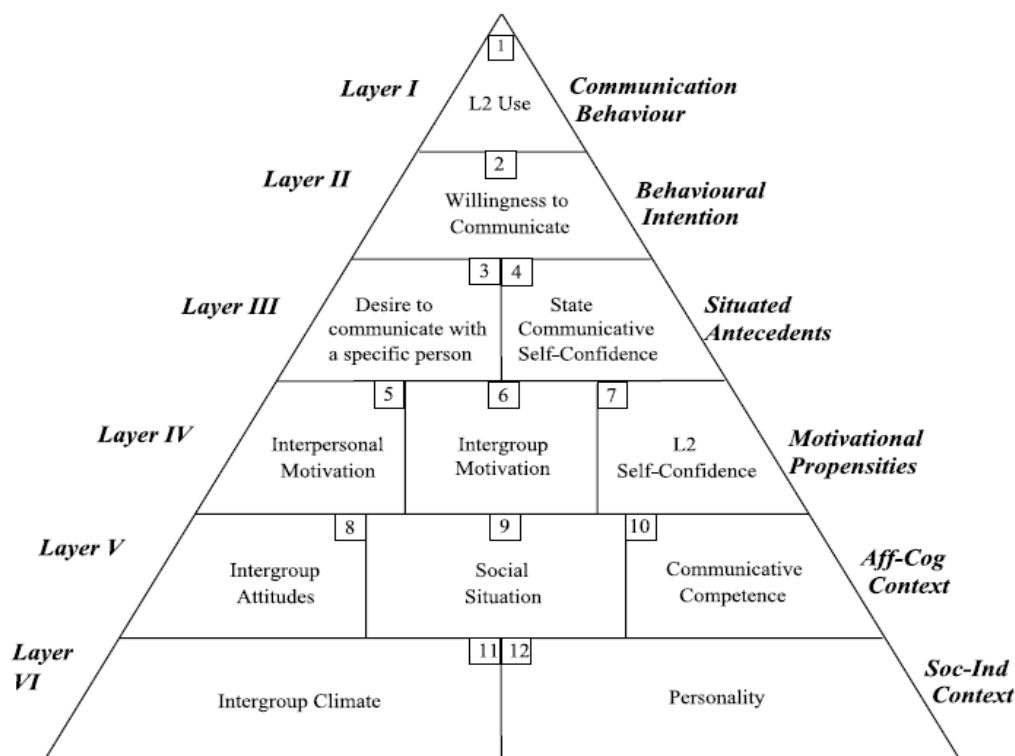 1
Layer I
L2 Use
Communication
Behaviour
2
Layer II
Willingness to
Communicate
Behavioural
Intention
3
4
Layer III
Desire to
communicate with
a specific person
State
Communicative
Self-Confidence
Situated
Antecedents
5
6
7
Layer IV
Interpersonal
Motivation
Intergroup
Motivation
L2
Self-Confidence
Motivational
Propensities
8
9
10
Layer V
Intergroup
Attitudes
Social
Situation
Communicative
Competence
Aff-Cog
Context
11
12
Layer
VI
Intergroup Climate
Personality
Soc-Ind
Context